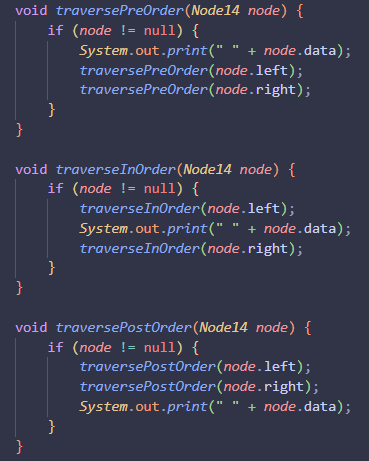 void traversePreOrder(Node14 node) {
    if (node != null) {
        System.out.print(" " + node.data);
        traversePreOrder(node.left);
        traversePreOrder(node.right);
    }
}

void traverseInOrder(Node14 node) {
    if (node != null) {
        traverseInOrder(node.left);
        System.out.print(" " + node.data);
        traverseInOrder(node.right);
    }
}

void traversePostOrder(Node14 node) {
    if (node != null) {
        traversePostOrder(node.left);
        traversePostOrder(node.right);
        System.out.print(" " + node.data);
    }
}